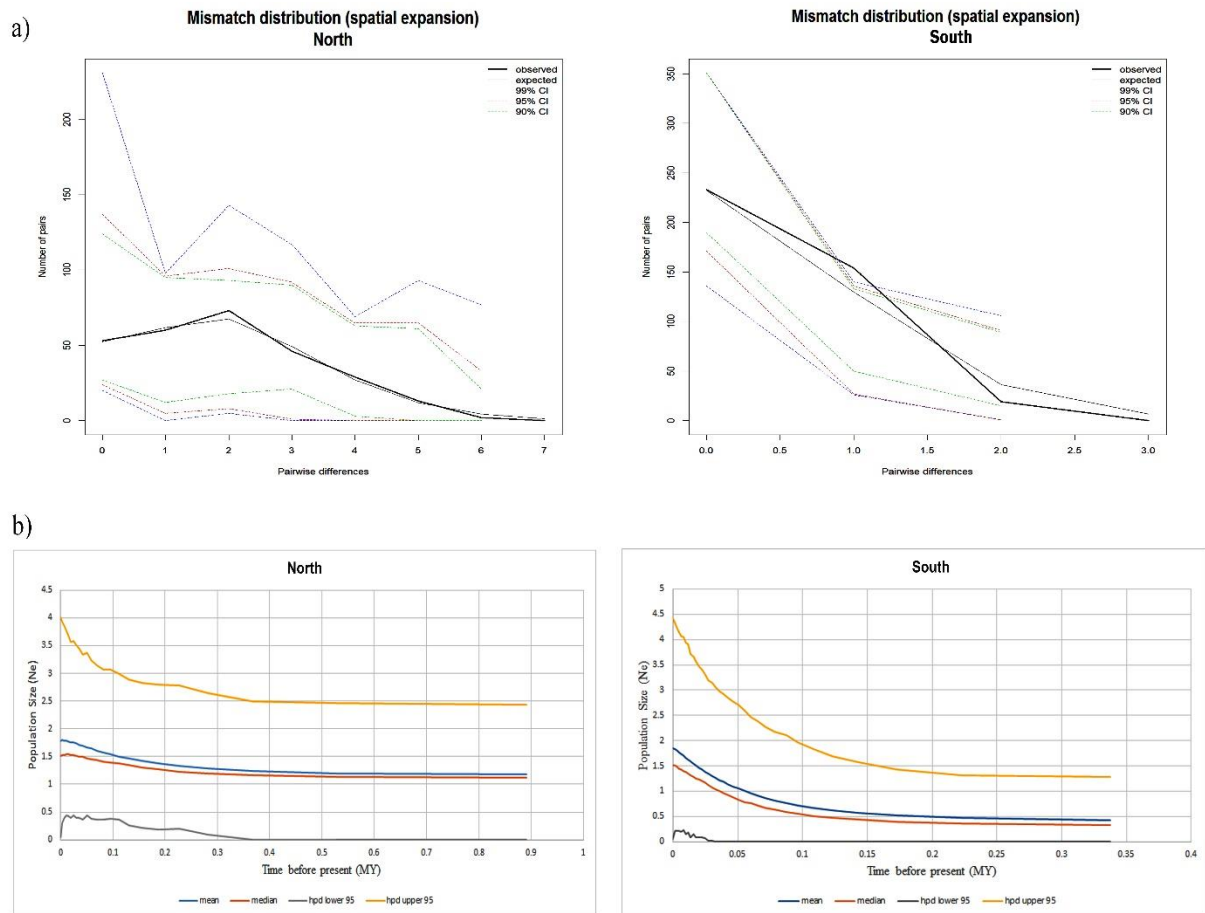 a)
Mismatch distribution (spatial expansion)
North
observed
expected
99% CI
95% CI
90% CI
200
150
100
50
0
Number of pairs
0 1 2 3 4 5 6 7
Pairwise differences
Mismatch distribution (spatial expansion)
South
observed
expected
99% CI
95% CI
90% CI
350
300
250
200
150
100
50
0
Number of pairs
0.0 0.5 1.0 1.5 2.0 2.5 3.0
Pairwise differences
b)
North
4.5
4
3.5
3
2.5
2
1.5
1
0.5
0
Population Size (Ne)
0 0.1 0.2 0.3 0.4 0.5 0.6 0.7 0.8 0.9 1
Time before present (MY)
mean median hpd lower 95 hpd upper 95
South
5
4.5
4
3.5
3
2.5
2
1.5
1
0.5
0
Population Size (Ne)
0 0.05 0.1 0.15 0.2 0.25 0.3 0.35 0.4
Time before present (MY)
mean median hpd lower 95 hpd upper 95